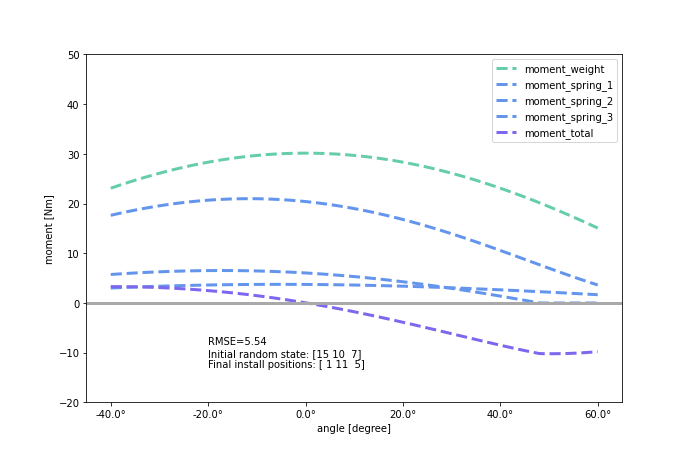 50
40
30
20
10
0
−10
−20
moment [Nm]
moment_weight
moment_spring_1
moment_spring_2
moment_spring_3
moment_total
RMSE=5.54
Initial random state: [15 10  7]
Final install positions: [ 1 11  5]
-40.0° -20.0° 0.0° 20.0° 40.0° 60.0°
angle [degree]